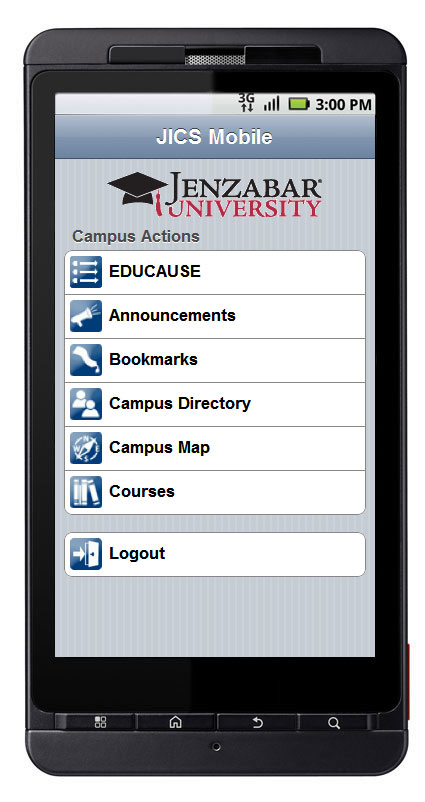 3G 3:00 PM
JICS Mobile
JENZABAR®
UNIVERSITY
Campus Actions
EDUCAUSE
Announcements
Bookmarks
Campus Directory
N E S W
Campus Map
Courses
Logout